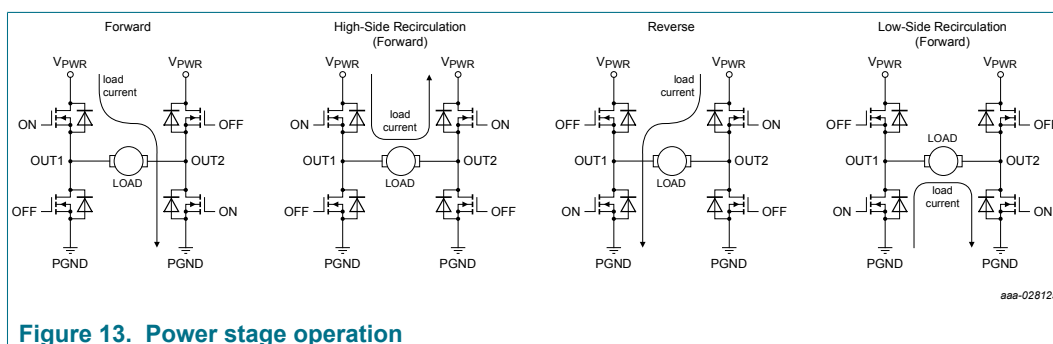 Forward
VPWR
VPWR
load
current
ON
OFF
OUT1
OUT2
LOAD
OFF
ON
PGND
PGND
High-Side Recirculation
(Forward)
VPWR
VPWR
load
current
ON
ON
OUT1
OUT2
LOAD
OFF
OFF
PGND
PGND
Reverse
VPWR
VPWR
load
current
OFF
ON
OUT1
OUT2
LOAD
ON
OFF
PGND
PGND
Low-Side Recirculation
(Forward)
VPWR
VPWR
OFF
LOAD
OUT1
OUT2
load
current
ON
ON
PGND
PGND
Figure 13. Power stage operation